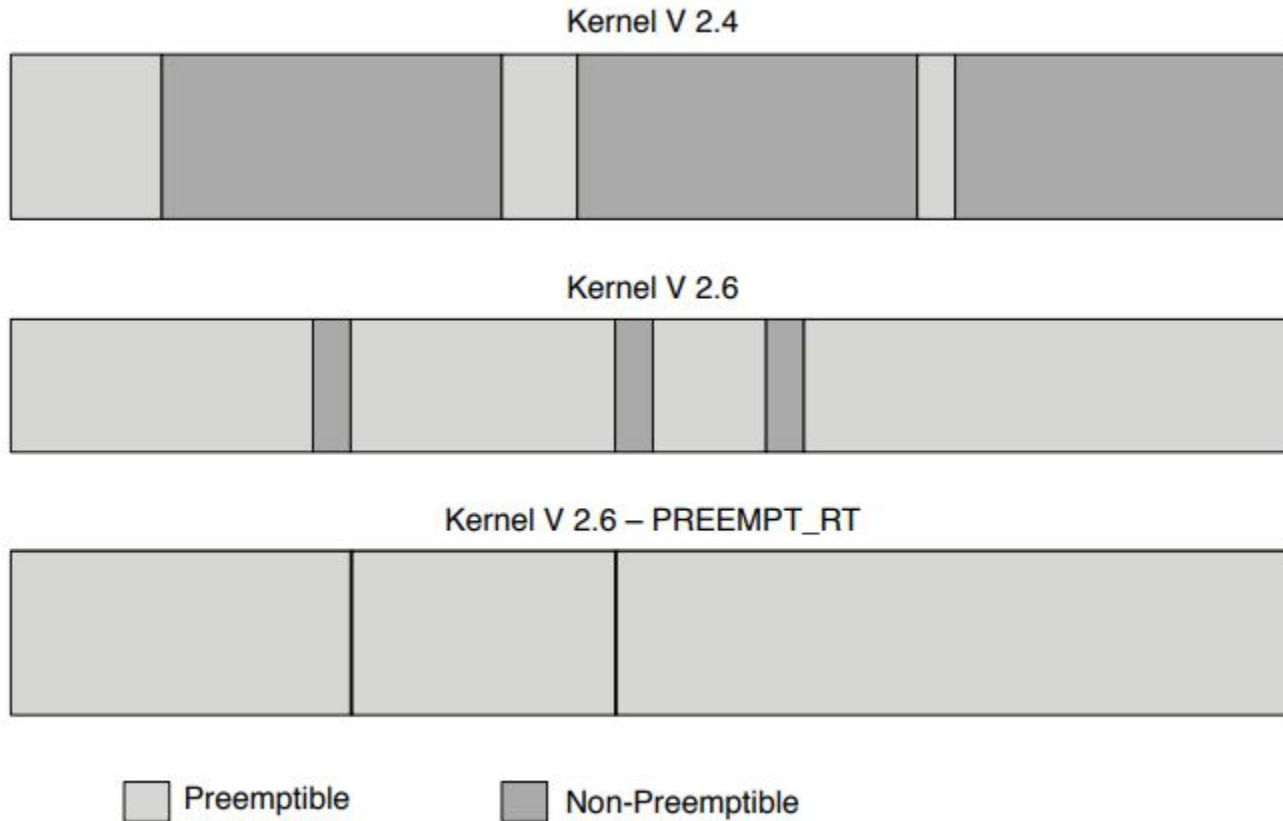 Kernel V 2.4
Kernel V 2.6
Kernel V 2.6 – PREEMPT_RT
Preemptible
Non-Preemptible